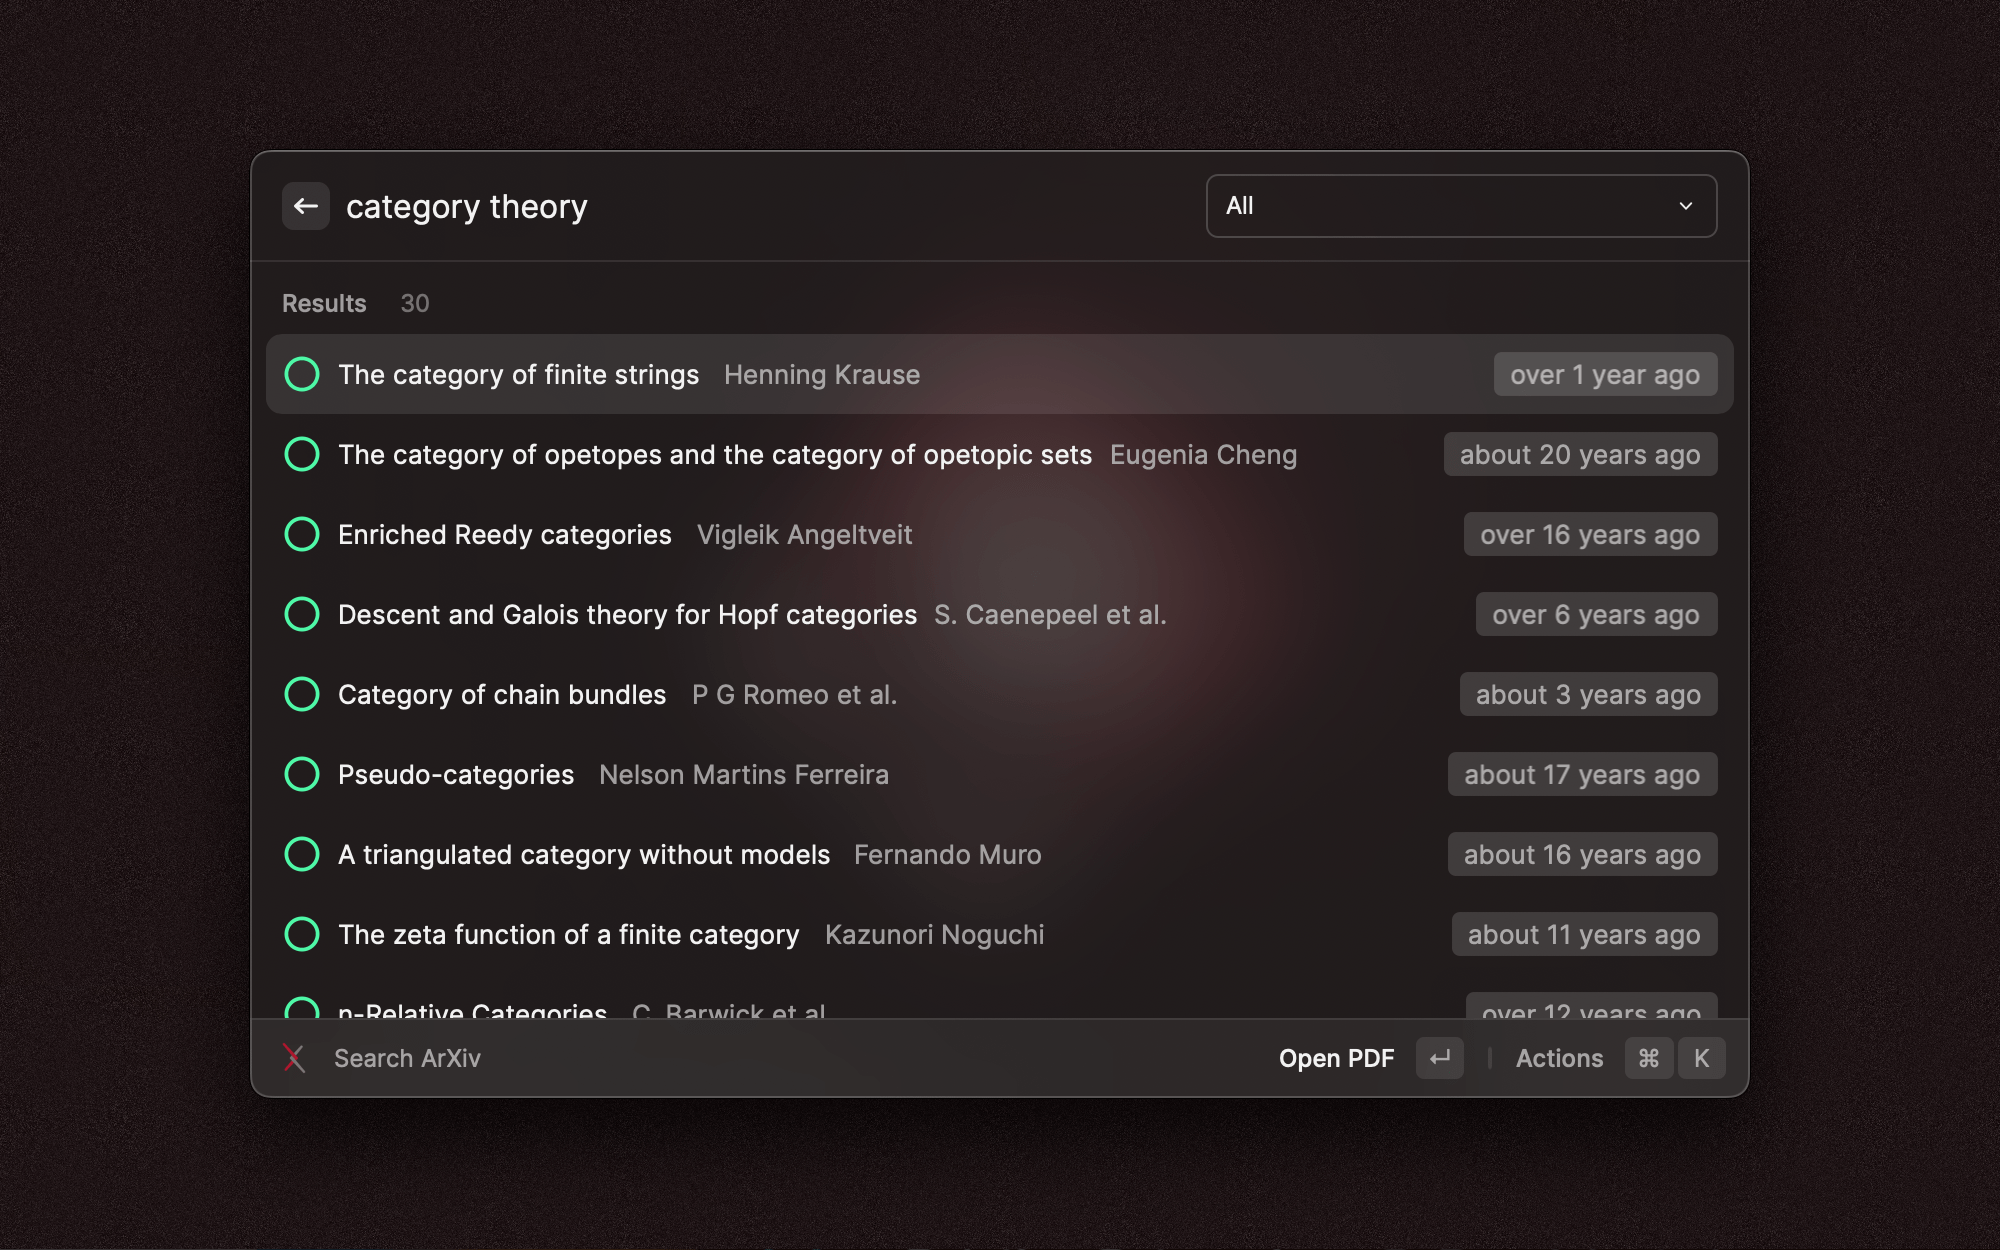 category theory
All
Results 30
The category of finite strings Henning Krause over 1 year ago
The category of opetopes and the category of opetopic sets Eugenia Cheng about 20 years ago
Enriched Reedy categories Vigleik Angeltveit over 16 years ago
Descent and Galois theory for Hopf categories S. Caenepeel et al. over 6 years ago
Category of chain bundles P G Romeo et al. about 3 years ago
Pseudo-categories Nelson Martins Ferreira about 17 years ago
A triangulated category without models Fernando Muro about 16 years ago
The zeta function of a finite category Kazunori Noguchi about 11 years ago
n-Relative Categories C. Barwick et al. over 12 years ago
Search ArXiv Open PDF ↵ | Actions ⌘ K